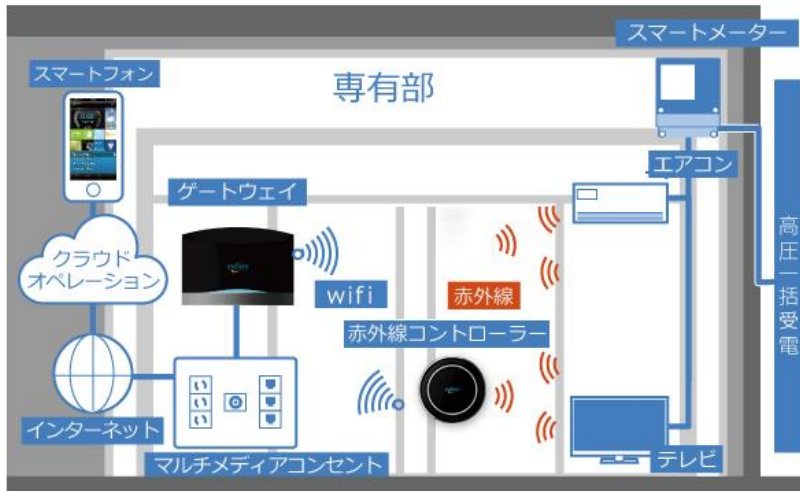 スマートメーター
スマートフォン
専有部
エアコン
ゲートウェイ
クラウド
オペレーション
wifi
赤外線
高圧一括受電
赤外線コントローラー
インターネット
マルチメディアコンセント
テレビ